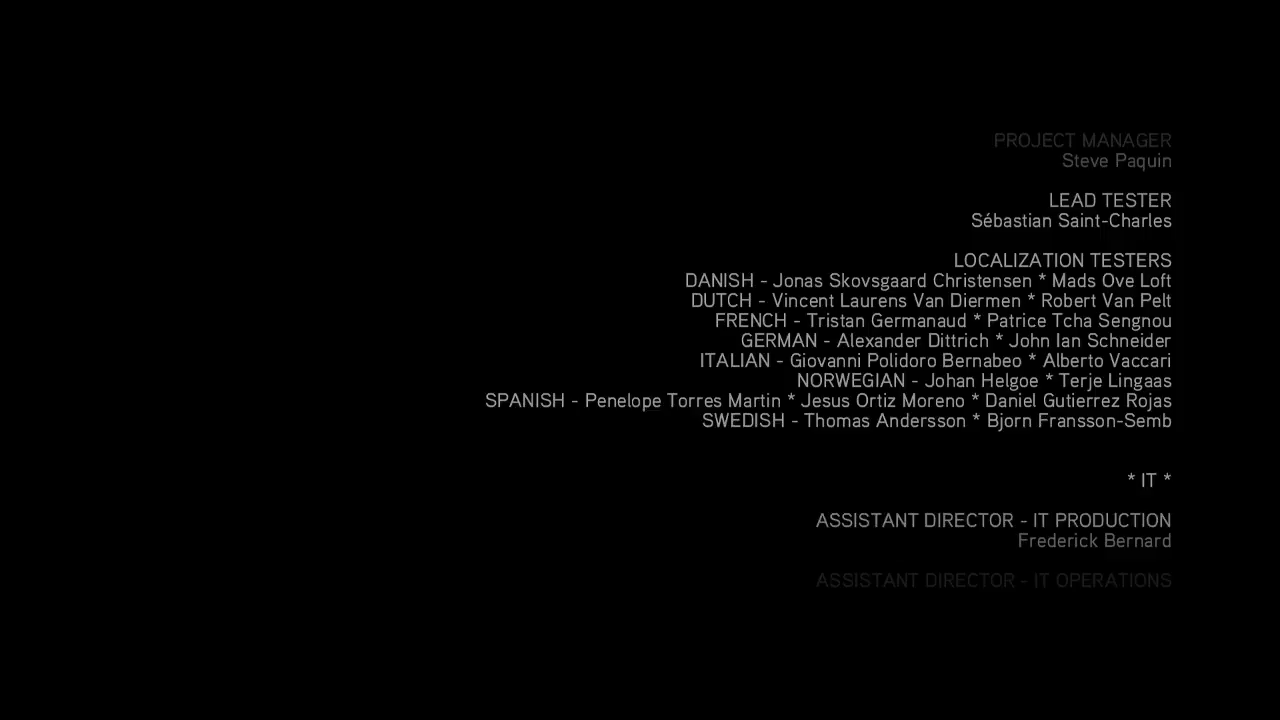 PROJECT MANAGER
Steve Paquin
LEAD TESTER
Sébastian Saint-Charles
LOCALIZATION TESTERS
DANISH - Jonas Skovsgaard Christensen * Mads Ove Loft
DUTCH - Vincent Laurens Van Diermen * Robert Van Pelt
FRENCH - Tristan Germanaud * Patrice Tcha Sengnou
GERMAN - Alexander Dittrich * John Ian Schneider
ITALIAN - Giovanni Polidoro Bernabeo * Alberto Vaccari
NORWEGIAN - Johan Helgoe * Terje Lingaas
SPANISH - Penelope Torres Martin * Jesus Ortiz Moreno * Daniel Gutierrez Rojas
SWEDISH - Thomas Andersson * Bjorn Fransson-Semb
* IT *
ASSISTANT DIRECTOR - IT PRODUCTION
Frederick Bernard
ASSISTANT DIRECTOR - IT OPERATIONS